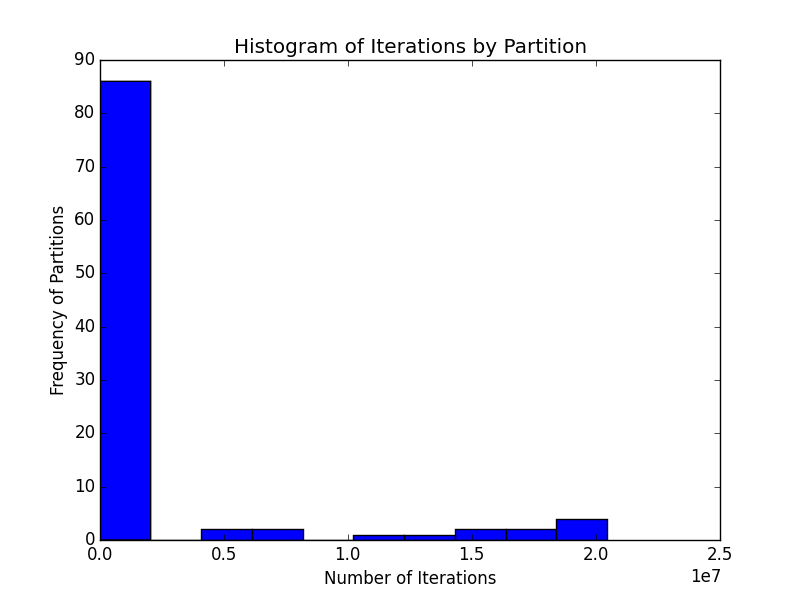 Histogram of Iterations by Partition
90
80
70
60
50
40
30
20
10
0
Frequency of Partitions
0.0 0.5 1.0 1.5 2.0 2.5
1e7
Number of Iterations